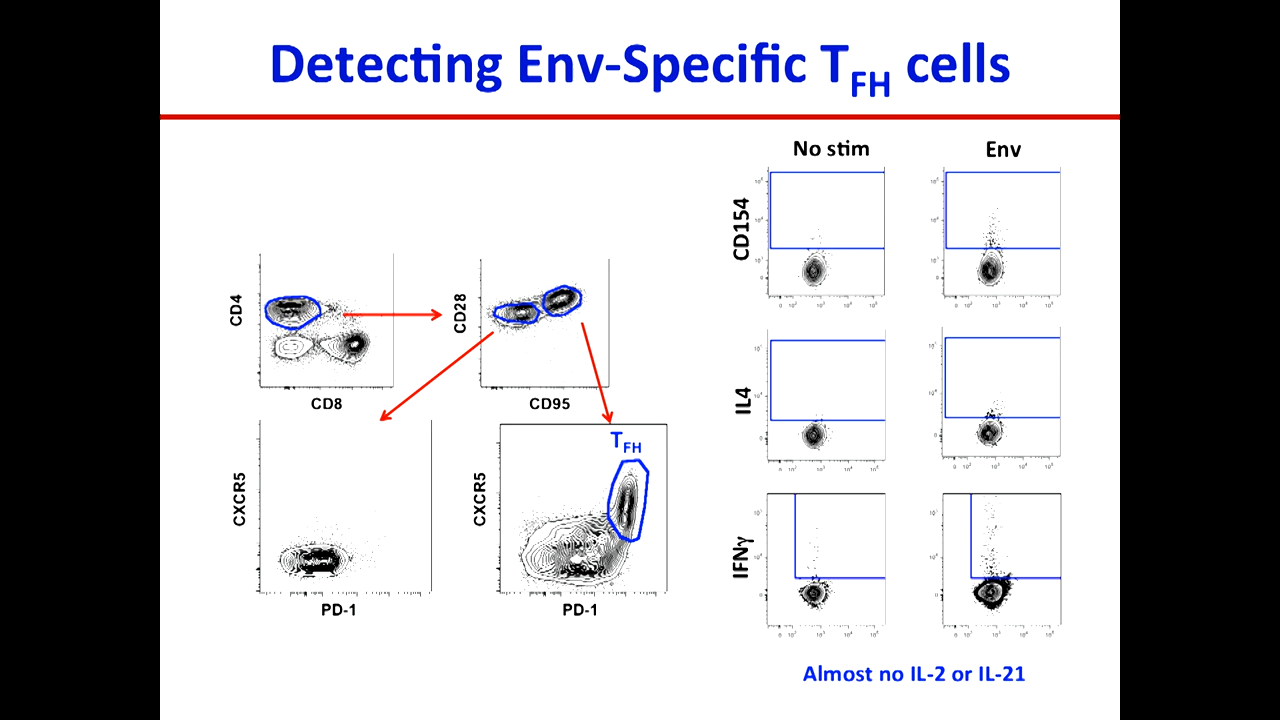 Detecting Env-Specific TFH cells
No stim
Env
CD154
CD4
CD8
CD28
CD95
IL4
CXCR5
PD-1
TFH
CXCR5
PD-1
IFNγ
Almost no IL-2 or IL-21